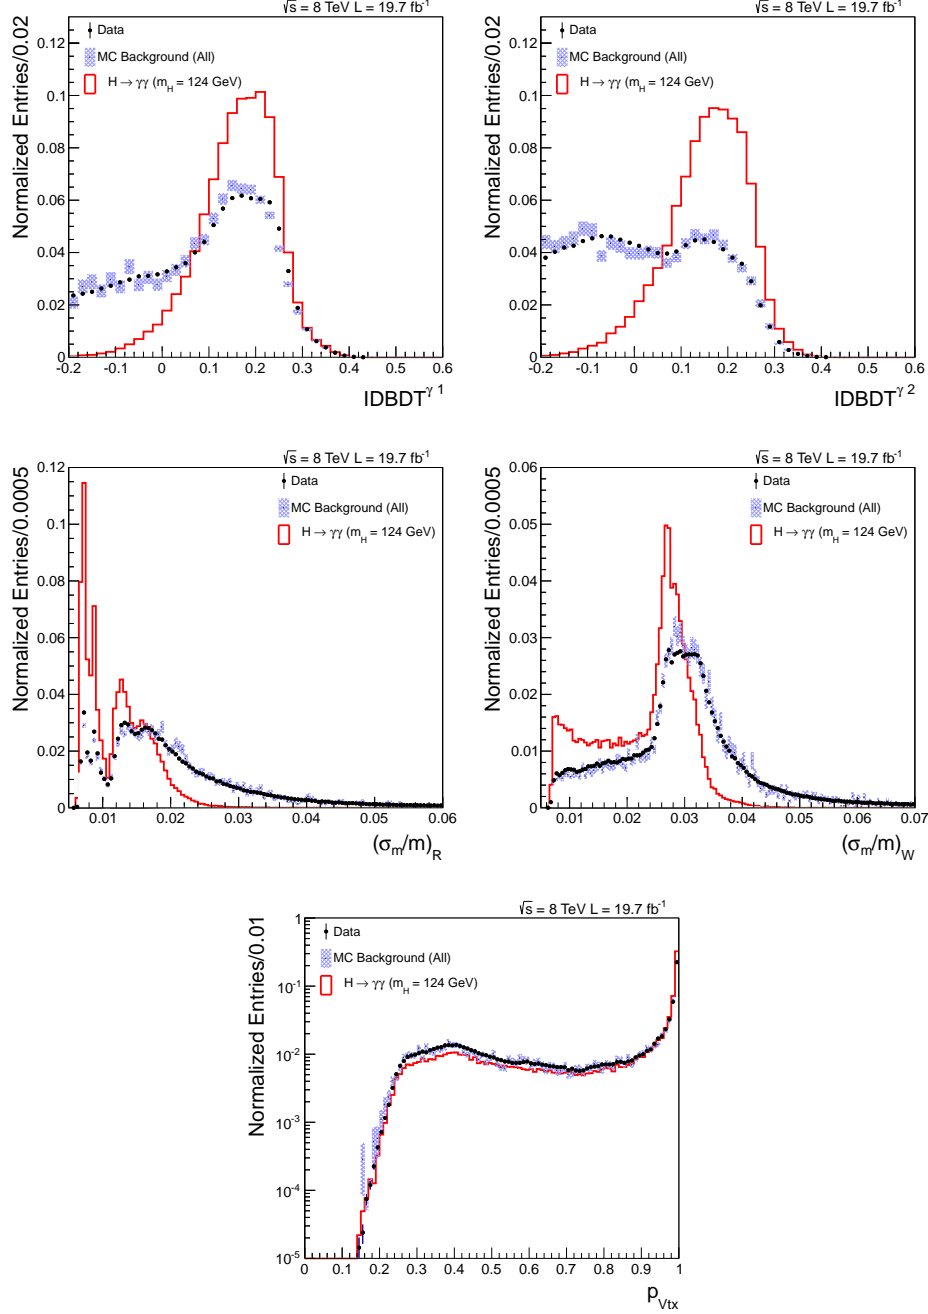 √s = 8 TeV L = 19.7 fb⁻¹
Normalized Entries/0.02
Data
MC Background (All)
H → γγ (m_H = 124 GeV)
0.12
0.1
0.08
0.06
0.04
0.02
0
-0.2 -0.1 0 0.1 0.2 0.3 0.4 0.5 0.6
IDBDT^γ 1
√s = 8 TeV L = 19.7 fb⁻¹
Normalized Entries/0.02
Data
MC Background (All)
H → γγ (m_H = 124 GeV)
0.12
0.1
0.08
0.06
0.04
0.02
0
-0.2 -0.1 0 0.1 0.2 0.3 0.4 0.5 0.6
IDBDT^γ 2
√s = 8 TeV L = 19.7 fb⁻¹
Normalized Entries/0.0005
Data
MC Background (All)
H → γγ (m_H = 124 GeV)
0.12
0.1
0.08
0.06
0.04
0.02
0
0.01 0.02 0.03 0.04 0.05 0.06
(σ_m/m)_R
√s = 8 TeV L = 19.7 fb⁻¹
Normalized Entries/0.0005
Data
MC Background (All)
H → γγ (m_H = 124 GeV)
0.06
0.05
0.04
0.03
0.02
0.01
0
0.01 0.02 0.03 0.04 0.05 0.06 0.07
(σ_m/m)_W
√s = 8 TeV L = 19.7 fb⁻¹
Normalized Entries/0.01
Data
MC Background (All)
H → γγ (m_H = 124 GeV)
1
10⁻¹
10⁻²
10⁻³
10⁻⁴
10⁻⁵
0 0.1 0.2 0.3 0.4 0.5 0.6 0.7 0.8 0.9 1
p_Vtx